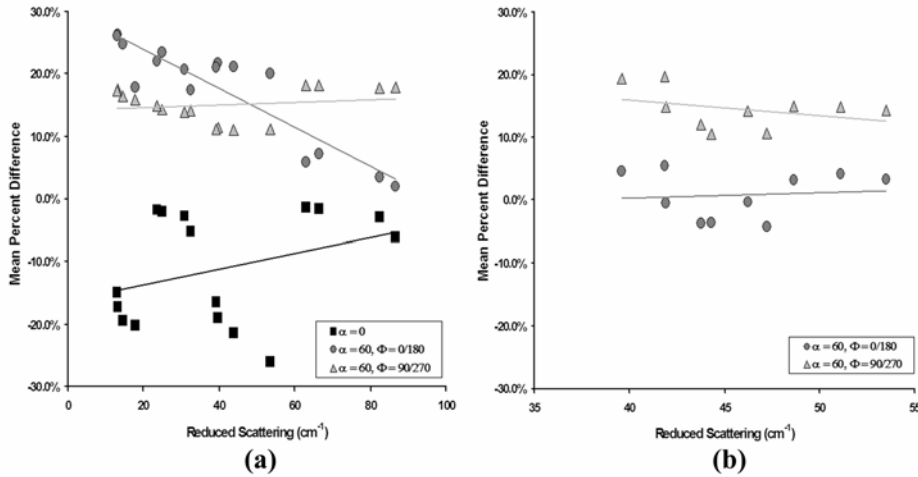 30.0%
20.0%
10.0%
0.0%
-10.0%
-20.0%
-30.0%
Mean Percent Difference
0 20 40 60 80 100
Reduced Scattering (cm⁻¹)
α = 0
α = 60, Φ = 0/180
α = 60, Φ = 90/270
(a)
30.0%
20.0%
10.0%
0.0%
-10.0%
-20.0%
-30.0%
Mean Percent Difference
35 40 45 50 55
Reduced Scattering (cm⁻¹)
α = 60, Φ = 0/180
α = 60, Φ = 90/270
(b)